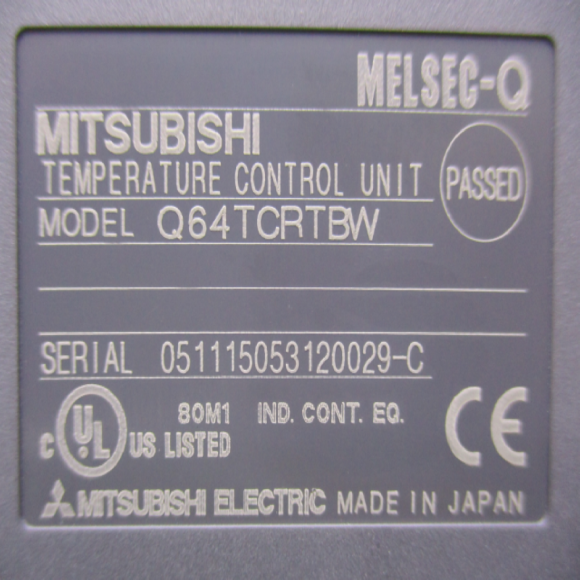 MELSEC-Q
MITSUBISHI
TEMPERATURE CONTROL UNIT
PASSED
MODEL Q64TCRTBW
SERIAL 051115053120029-C
C UL US LISTED 80M1 IND. CONT. EQ.
CE
MITSUBISHI ELECTRIC MADE IN JAPAN